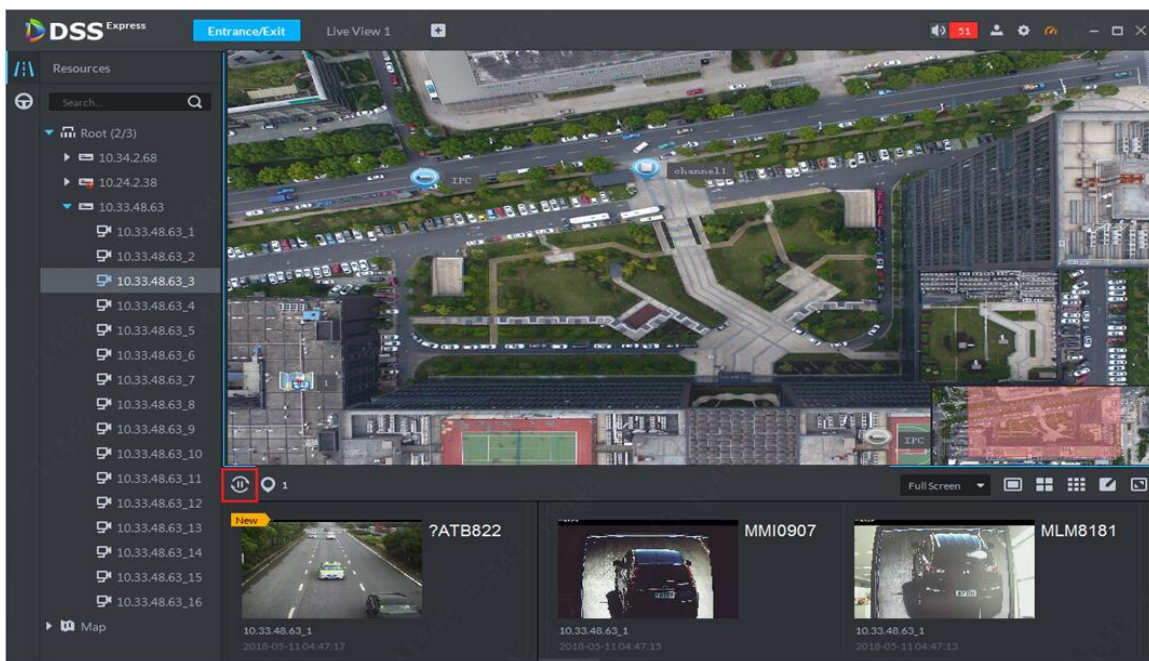 DSS Express
Entrance/Exit
Live View 1
51
Resources
Search...
Root (2/3)
10.34.2.68
10.24.2.38
10.33.48.63
10.33.48.63_1
10.33.48.63_2
10.33.48.63_3
10.33.48.63_4
10.33.48.63_5
10.33.48.63_6
10.33.48.63_7
10.33.48.63_8
10.33.48.63_9
10.33.48.63_10
10.33.48.63_11
10.33.48.63_12
10.33.48.63_13
10.33.48.63_14
10.33.48.63_15
10.33.48.63_16
Map
IPC
channel1
1
IPC
1
Full Screen
New
?ATB822
10.33.48.63_1
2018-05-11 04:47:17
MMI0907
10.33.48.63_1
2018-05-11 04:47:15
MLM8181
10.33.48.63_1
2018-05-11 04:47:13